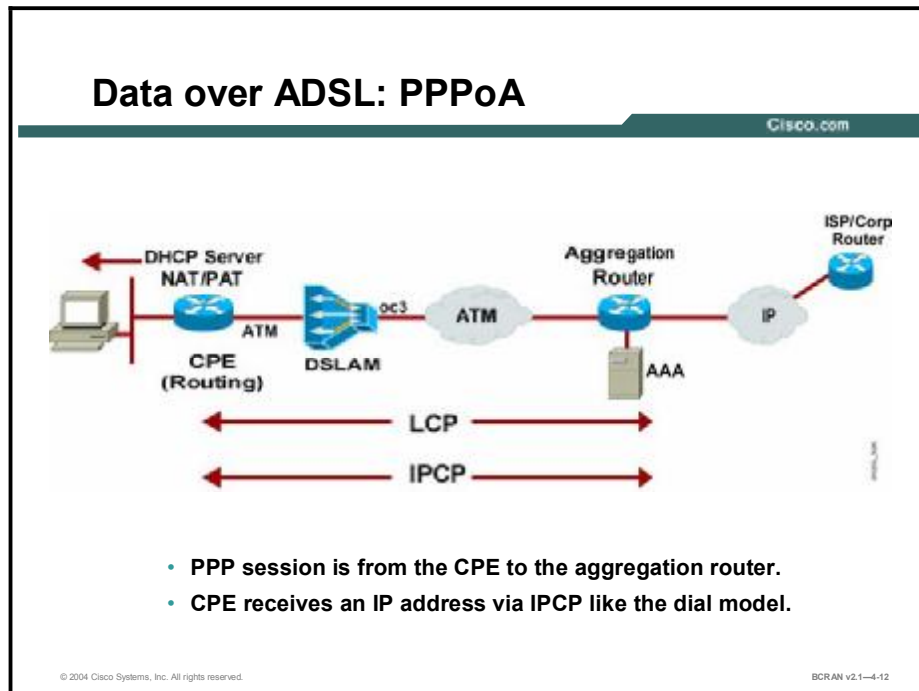 Data over ADSL: PPPoA
Cisco.com
ISP/Corp
Router
DHCP Server
NAT/PAT
Aggregation
Router
ATM
oc3
ATM
IP
CPE
(Routing)
DSLAM
AAA
LCP
IPCP
• PPP session is from the CPE to the aggregation router.
• CPE receives an IP address via IPCP like the dial model.
© 2004 Cisco Systems, Inc. All rights reserved.
BCRAN v2.1—4-12